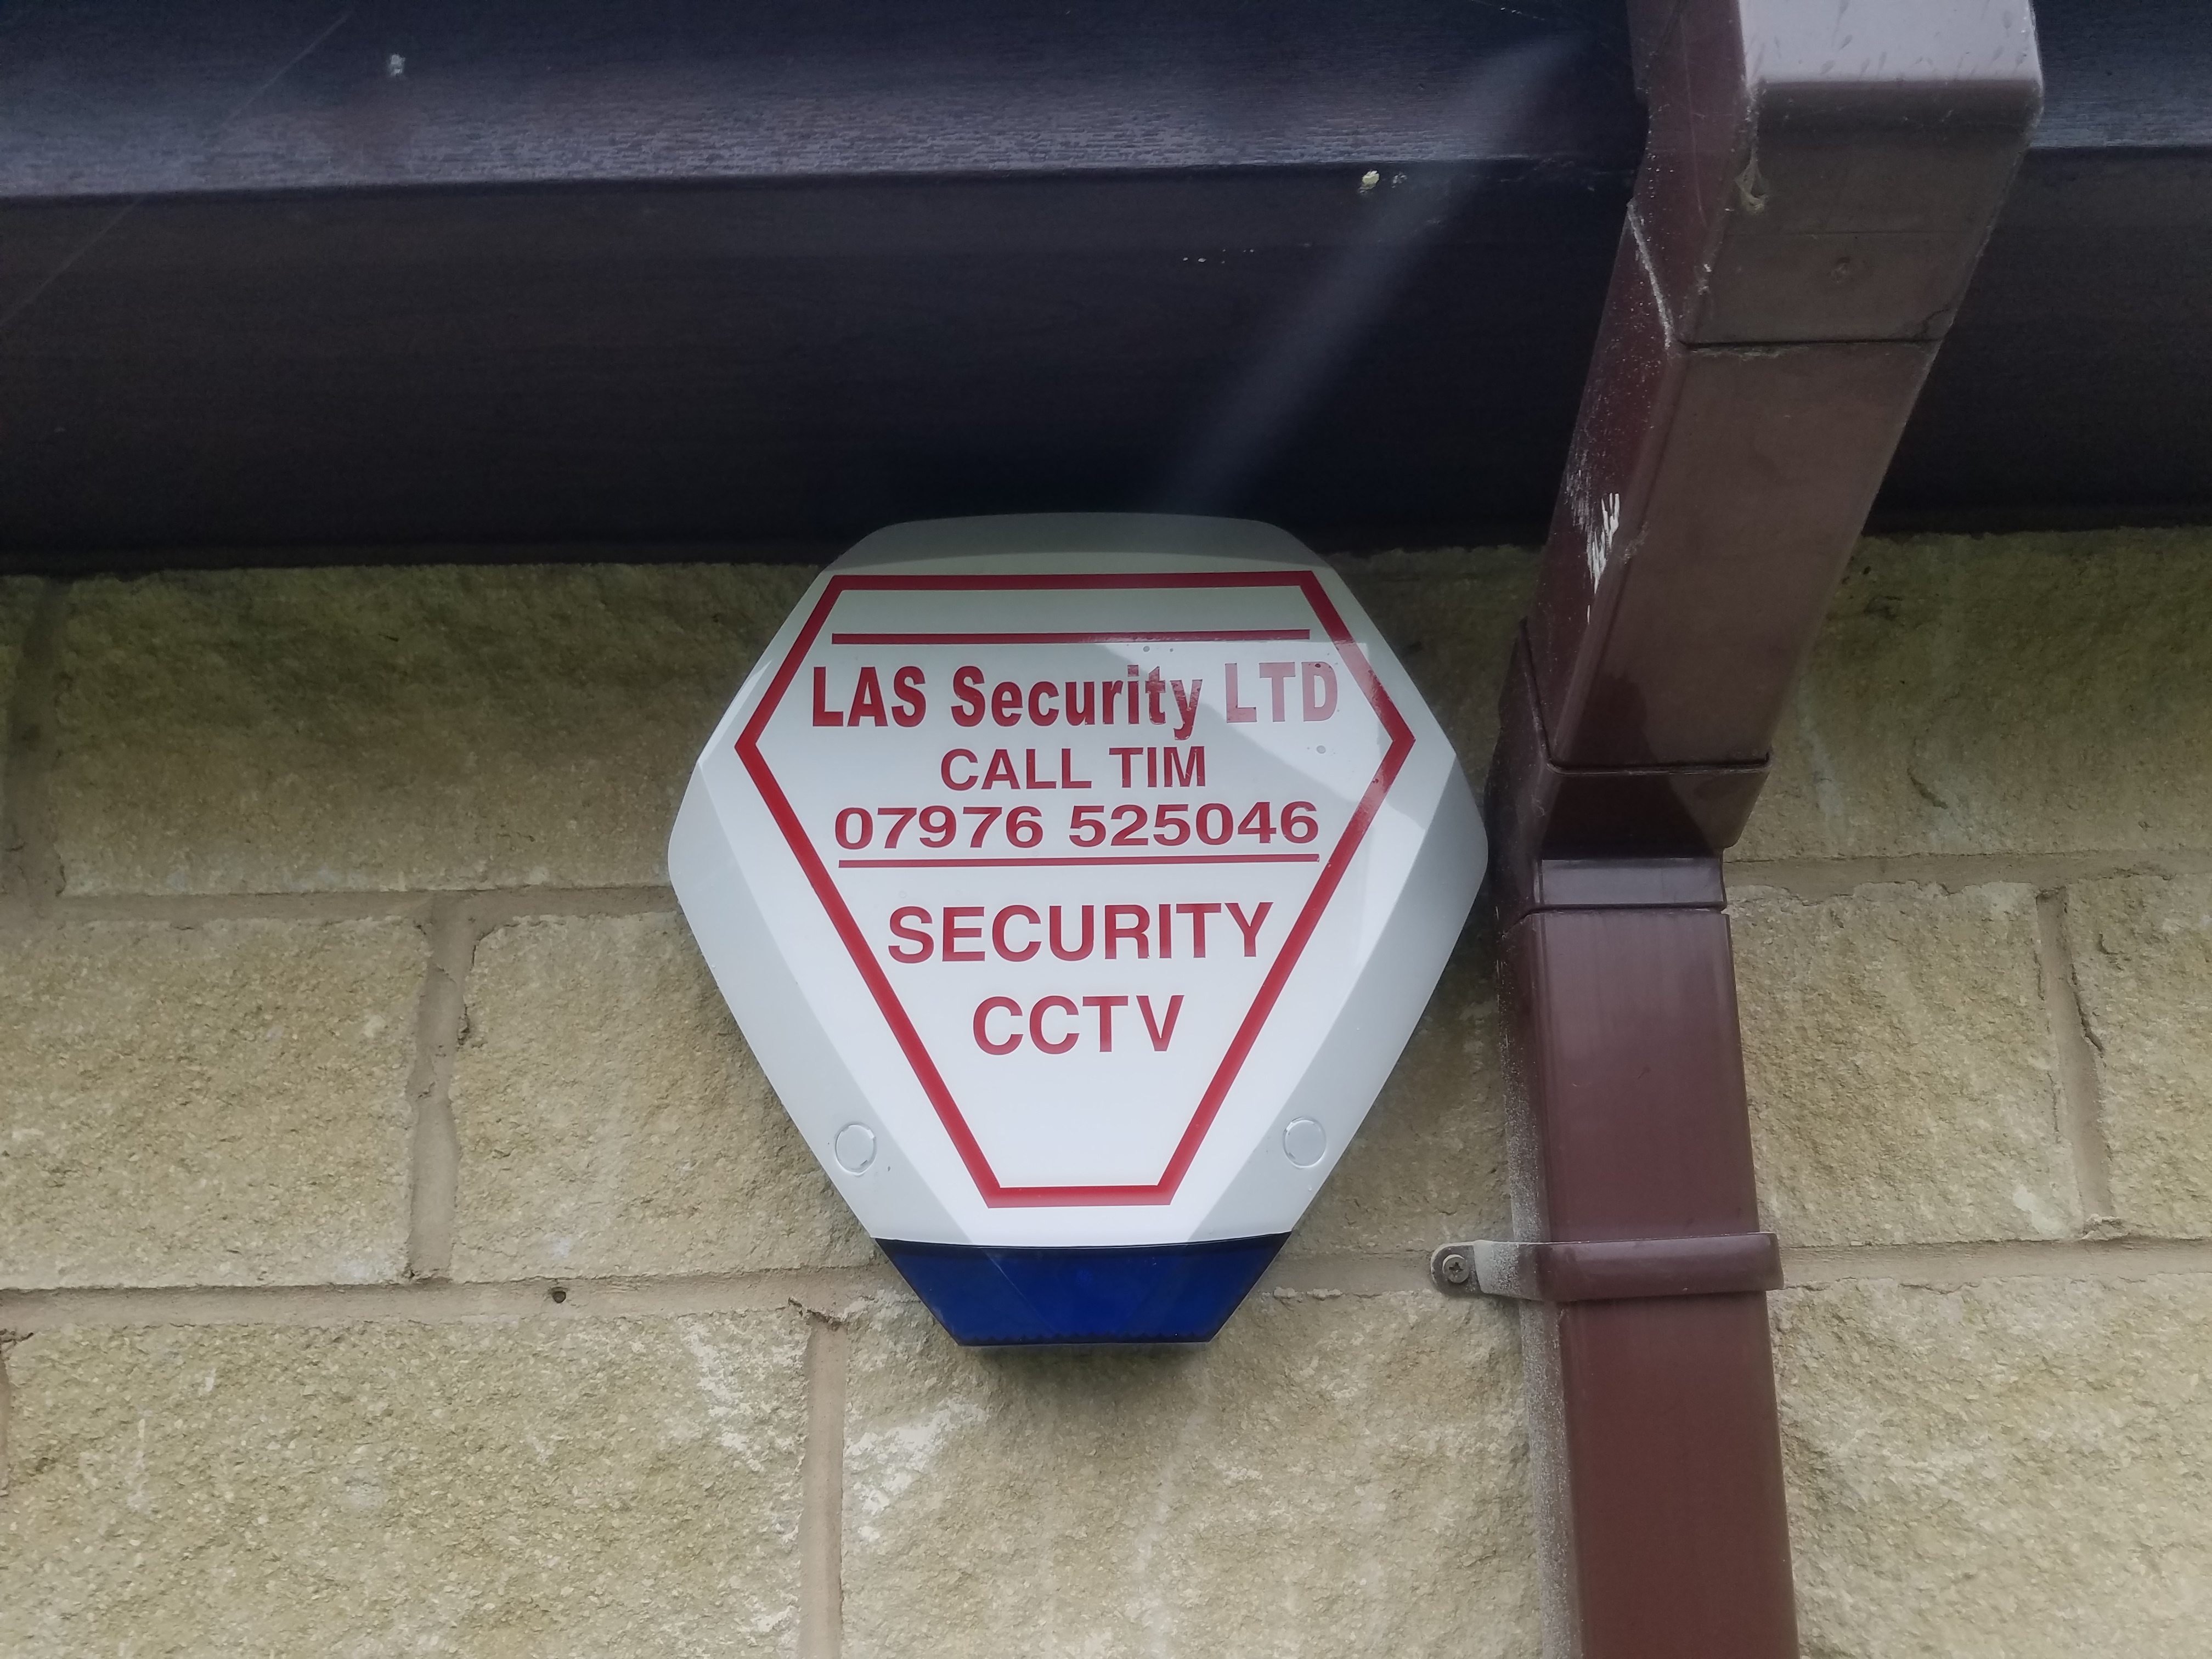 LAS Security LTD
CALL TIM
07976 525046
SECURITY
CCTV